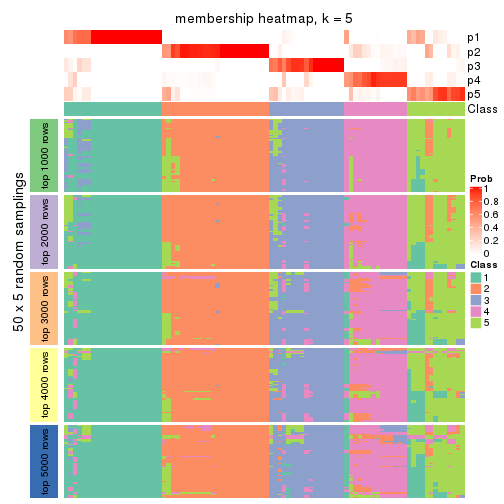 membership heatmap, k = 5
p1
p2
p3
p4
p5
Class
50 x 5 random samplings
top 1000 rows
top 2000 rows
top 3000 rows
top 4000 rows
top 5000 rows
Prob
1
0.8
0.6
0.4
0.2
0
Class
1
2
3
4
5